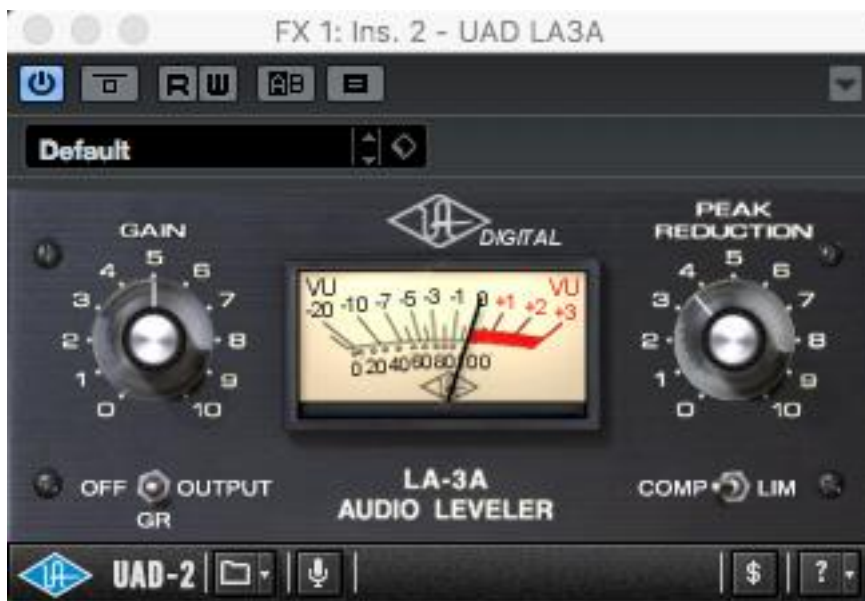 FX 1: Ins. 2 - UAD LA3A
R W AB
Default
GAIN
0 1 2 3 4 5 6 7 8 9 10
UA DIGITAL
VU VU
-20 -10 -7 -5 -3 -1 0 +1 +2 +3
0 20 40 60 80 100
PEAK
REDUCTION
0 1 2 3 4 5 6 7 8 9 10
OFF OUTPUT
GR
LA-3A
AUDIO LEVELER
COMP LIM
UA UAD-2 $ ?